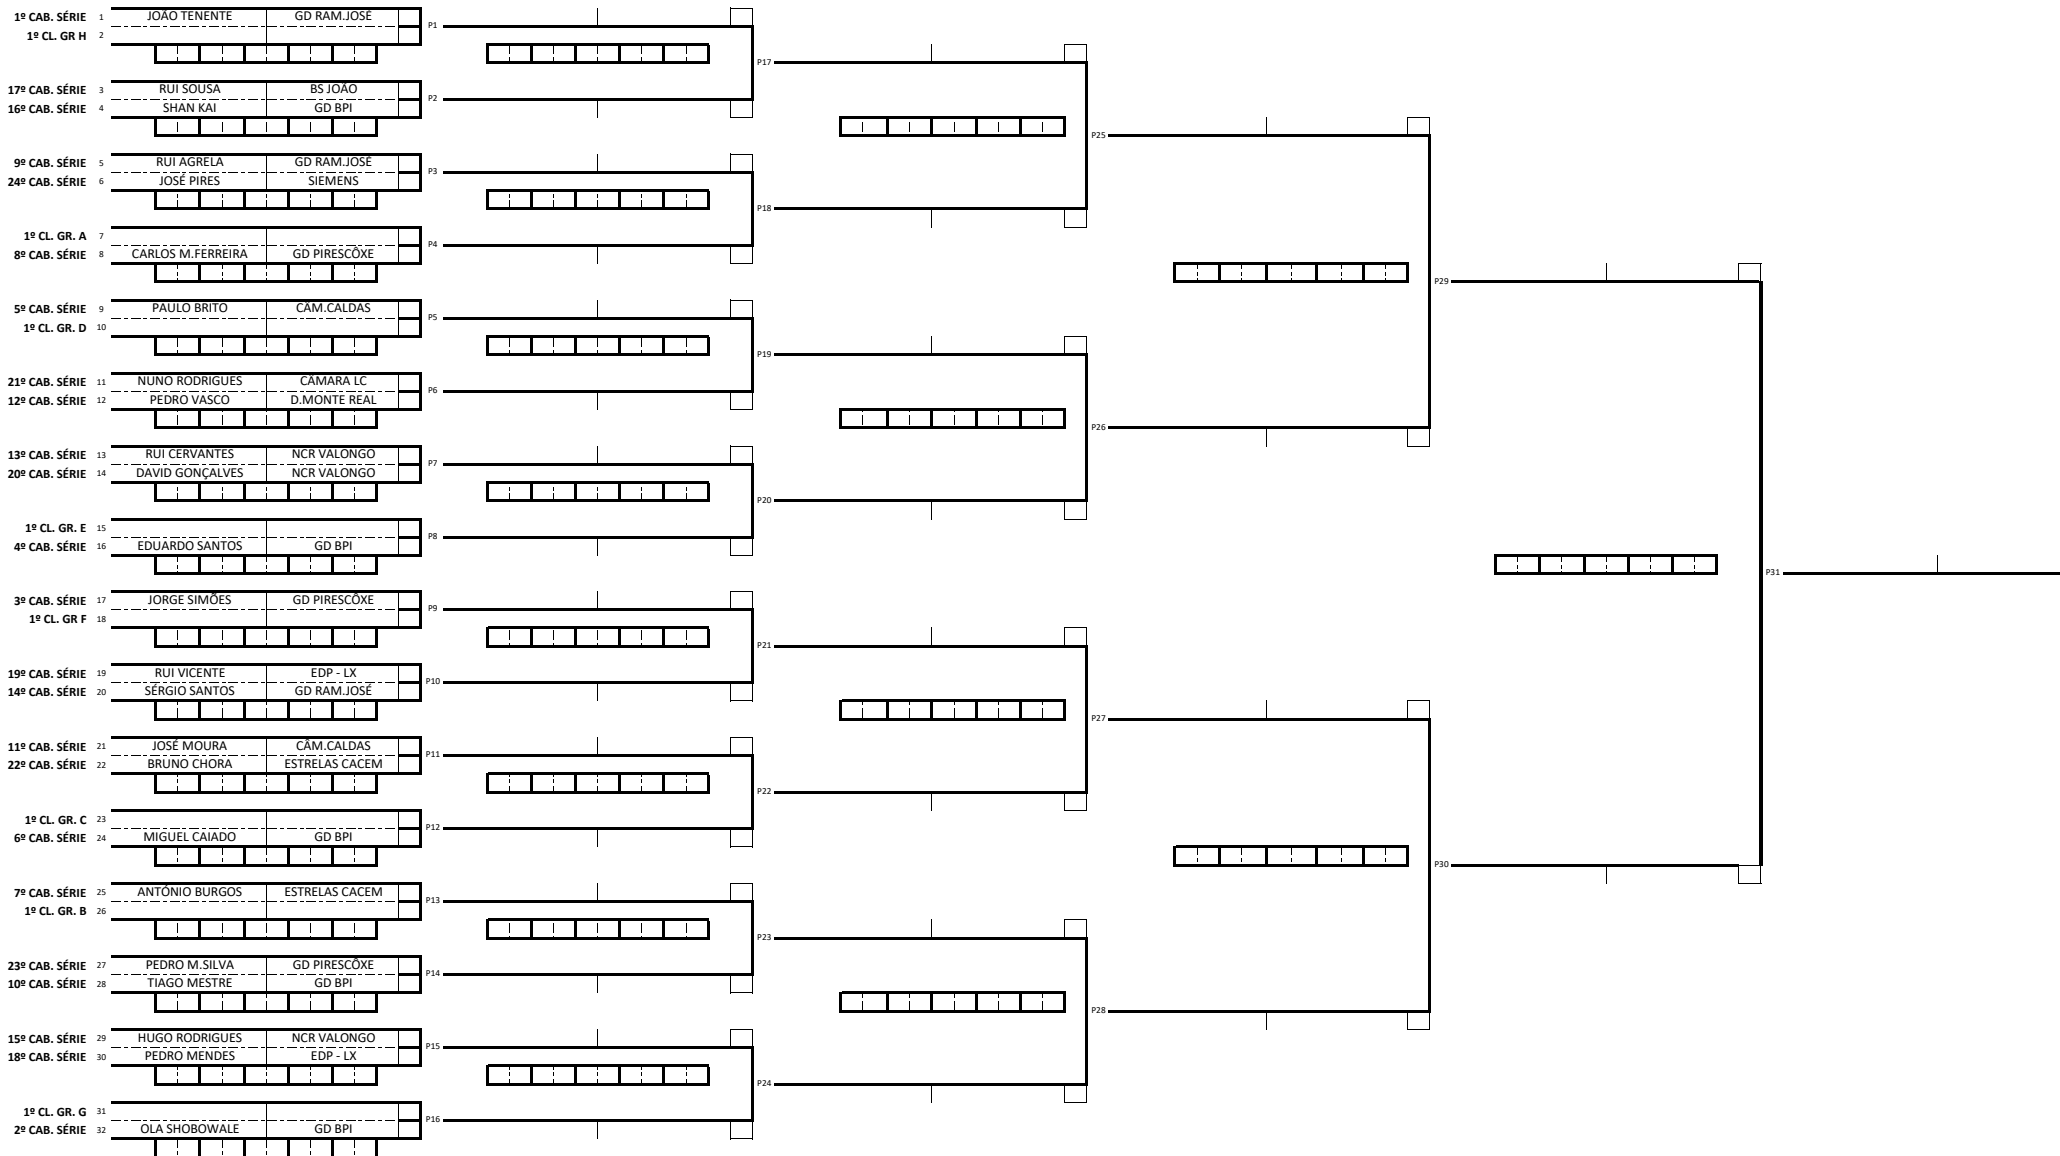 1º CAB. SÉRIE 1 JOÃO TENENTE GD RAM.JOSÉ
P1
1º CL. GR H 2
P17
17º CAB. SÉRIE 3 RUI SOUSA BS JOÃO
P2
16º CAB. SÉRIE 4 SHAN KAI GD BPI
P25
9º CAB. SÉRIE 5 RUI AGRELA GD RAM.JOSÉ
P3
24º CAB. SÉRIE 6 JOSÉ PIRES SIEMENS
P18
1º CL. GR. A 7
P4
8º CAB. SÉRIE 8 CARLOS M.FERREIRA GD PIRESCÔXE
P29
5º CAB. SÉRIE 9 PAULO BRITO CÂM.CALDAS
P5
1º CL. GR. D 10
P19
21º CAB. SÉRIE 11 NUNO RODRIGUES CÂMARA LC
P6
12º CAB. SÉRIE 12 PEDRO VASCO D.MONTE REAL
P26
13º CAB. SÉRIE 13 RUI CERVANTES NCR VALONGO
P7
20º CAB. SÉRIE 14 DAVID GONÇALVES NCR VALONGO
P20
1º CL. GR. E 15
P8
4º CAB. SÉRIE 16 EDUARDO SANTOS GD BPI
P31
3º CAB. SÉRIE 17 JORGE SIMÕES GD PIRESCÔXE
P9
1º CL. GR F 18
P21
19º CAB. SÉRIE 19 RUI VICENTE EDP - LX
P10
14º CAB. SÉRIE 20 SÉRGIO SANTOS GD RAM.JOSÉ
P27
11º CAB. SÉRIE 21 JOSÉ MOURA CÂM.CALDAS
P11
22º CAB. SÉRIE 22 BRUNO CHORA ESTRELAS CACEM
P22
1º CL. GR. C 23
P12
6º CAB. SÉRIE 24 MIGUEL CAIADO GD BPI
P30
7º CAB. SÉRIE 25 ANTÓNIO BURGOS ESTRELAS CACEM
P13
1º CL. GR. B 26
P23
23º CAB. SÉRIE 27 PEDRO M.SILVA GD PIRESCÔXE
P14
10º CAB. SÉRIE 28 TIAGO MESTRE GD BPI
P28
15º CAB. SÉRIE 29 HUGO RODRIGUES NCR VALONGO
P15
18º CAB. SÉRIE 30 PEDRO MENDES EDP - LX
P24
1º CL. GR. G 31
P16
2º CAB. SÉRIE 32 OLA SHOBOWALE GD BPI